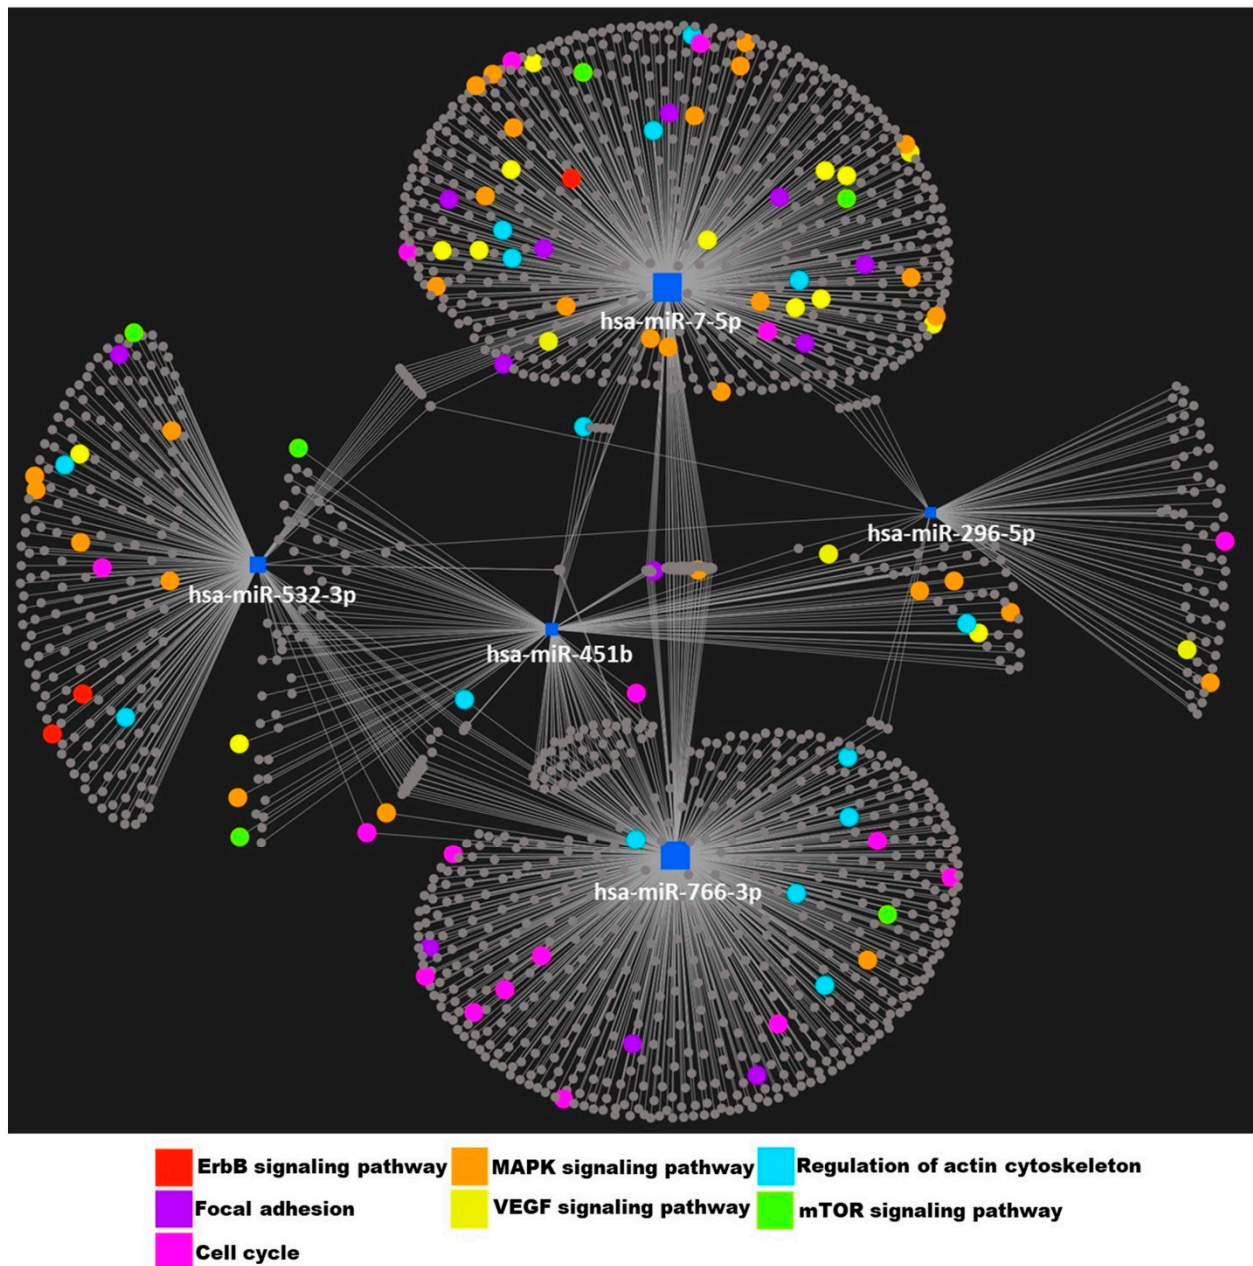 hsa-miR-7-5p
hsa-miR-296-5p
hsa-miR-532-3p
hsa-miR-451b
hsa-miR-766-3p
ErbB signaling pathway
MAPK signaling pathway
Regulation of actin cytoskeleton
Focal adhesion
VEGF signaling pathway
mTOR signaling pathway
Cell cycle